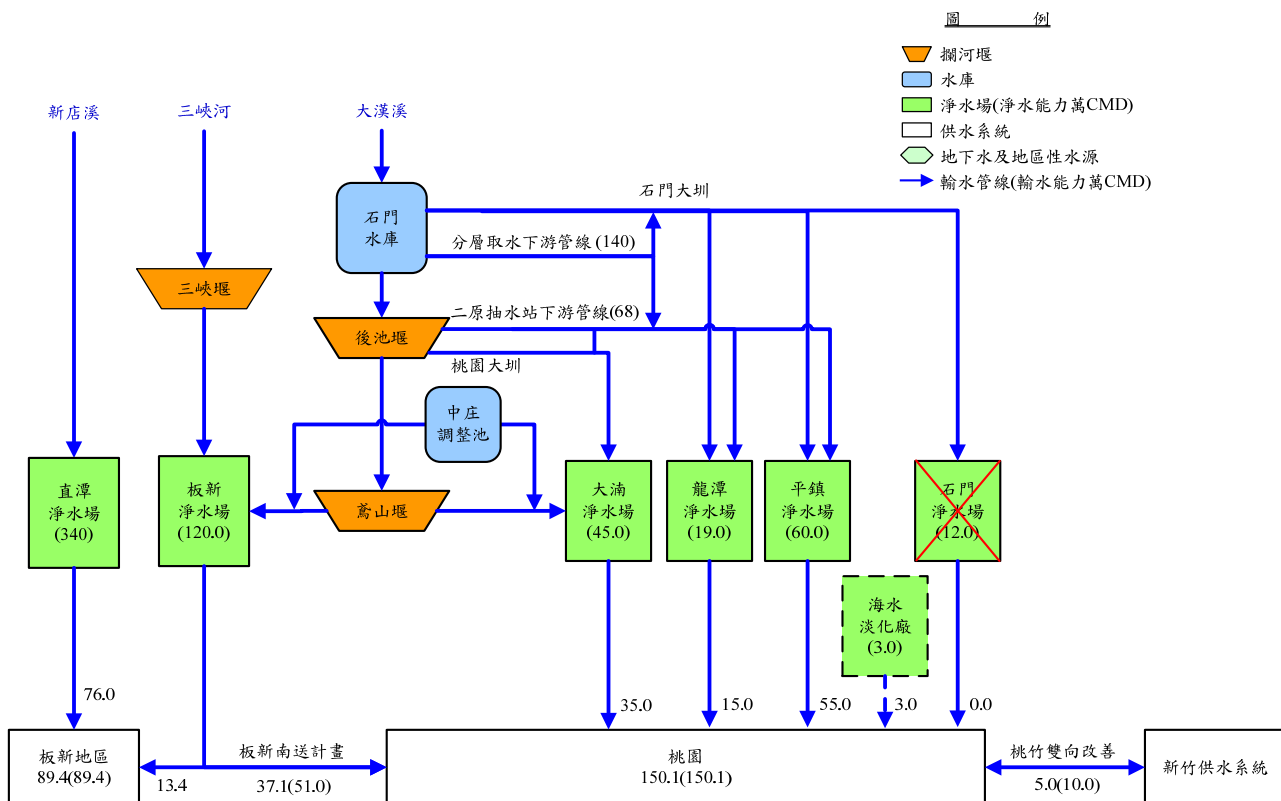 圖 例
攔河堰
水庫
淨水場(淨水能力萬CMD)
供水系統
地下水及地區性水源
輸水管線(輸水能力萬CMD)
新店溪
三峽河
大漢溪
石門
水庫
石門大圳
分層取水下游管線(140)
三峽堰
後池堰
二原抽水站下游管線(68)
桃園大圳
中庄
調整池
直潭
淨水場
(340)
板新
淨水場
(120.0)
鳶山堰
大湳
淨水場
(45.0)
龍潭
淨水場
(19.0)
平鎮
淨水場
(60.0)
石門
淨水場
(12.0)
海水
淡化廠
(3.0)
76.0
35.0
15.0
55.0
3.0
0.0
板新地區
89.4(89.4)
13.4
板新南送計畫
37.1(51.0)
桃園
150.1(150.1)
桃竹雙向改善
5.0(10.0)
新竹供水系統